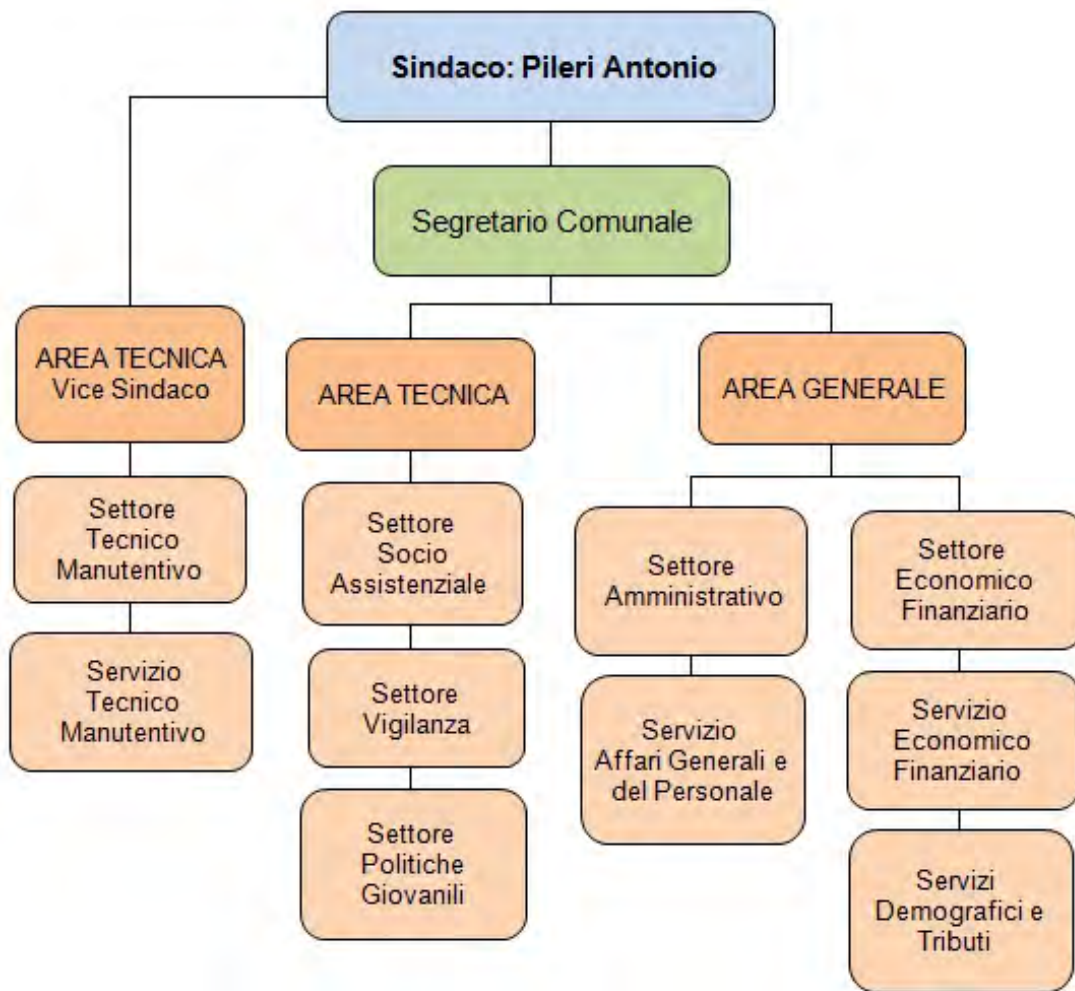 Sindaco: Pileri Antonio
Segretario Comunale
AREA TECNICA
Vice Sindaco
Settore
Tecnico
Manutentivo
Servizio
Tecnico
Manutentivo
AREA TECNICA
Settore
Socio
Assistenziale
Settore
Vigilanza
Settore
Politiche
Giovanili
AREA GENERALE
Settore
Amministrativo
Servizio
Affari Generali e
del Personale
Settore
Economico
Finanziario
Servizio
Economico
Finanziario
Servizi
Demografici e
Tributi